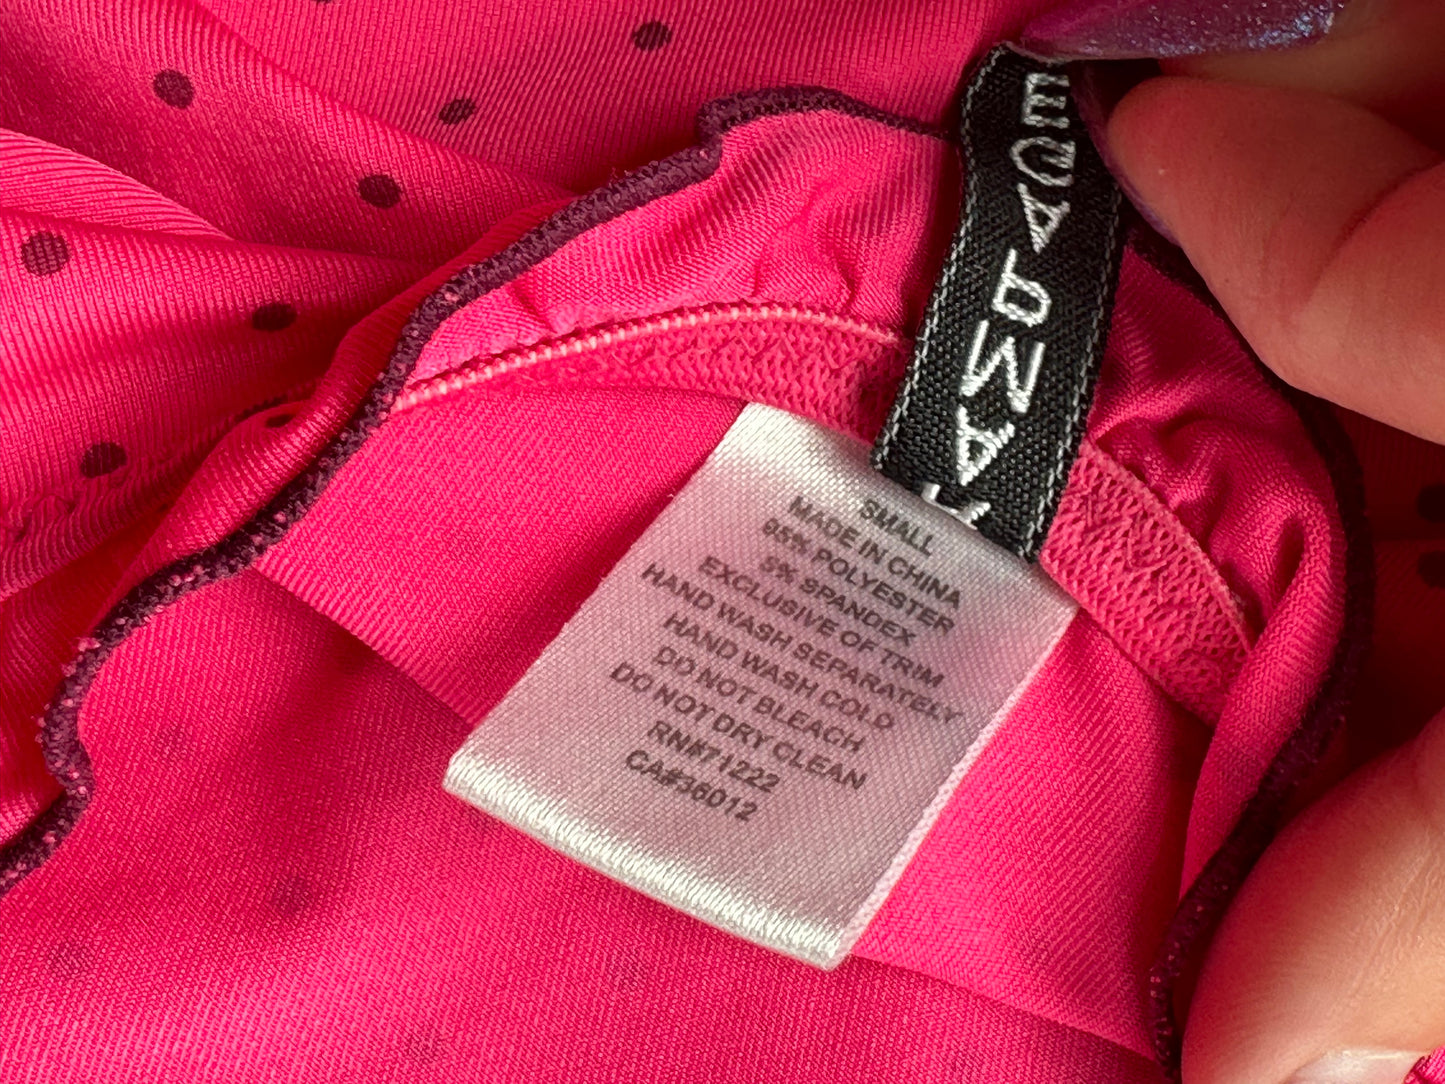 SMALL
MADE IN CHINA
95% POLYESTER
5% SPANDEX
EXCLUSIVE OF TRIM
HAND WASH SEPARATELY
HAND WASH COLD
DO NOT BLEACH
DO NOT DRY CLEAN
RN#71222
CA#36012